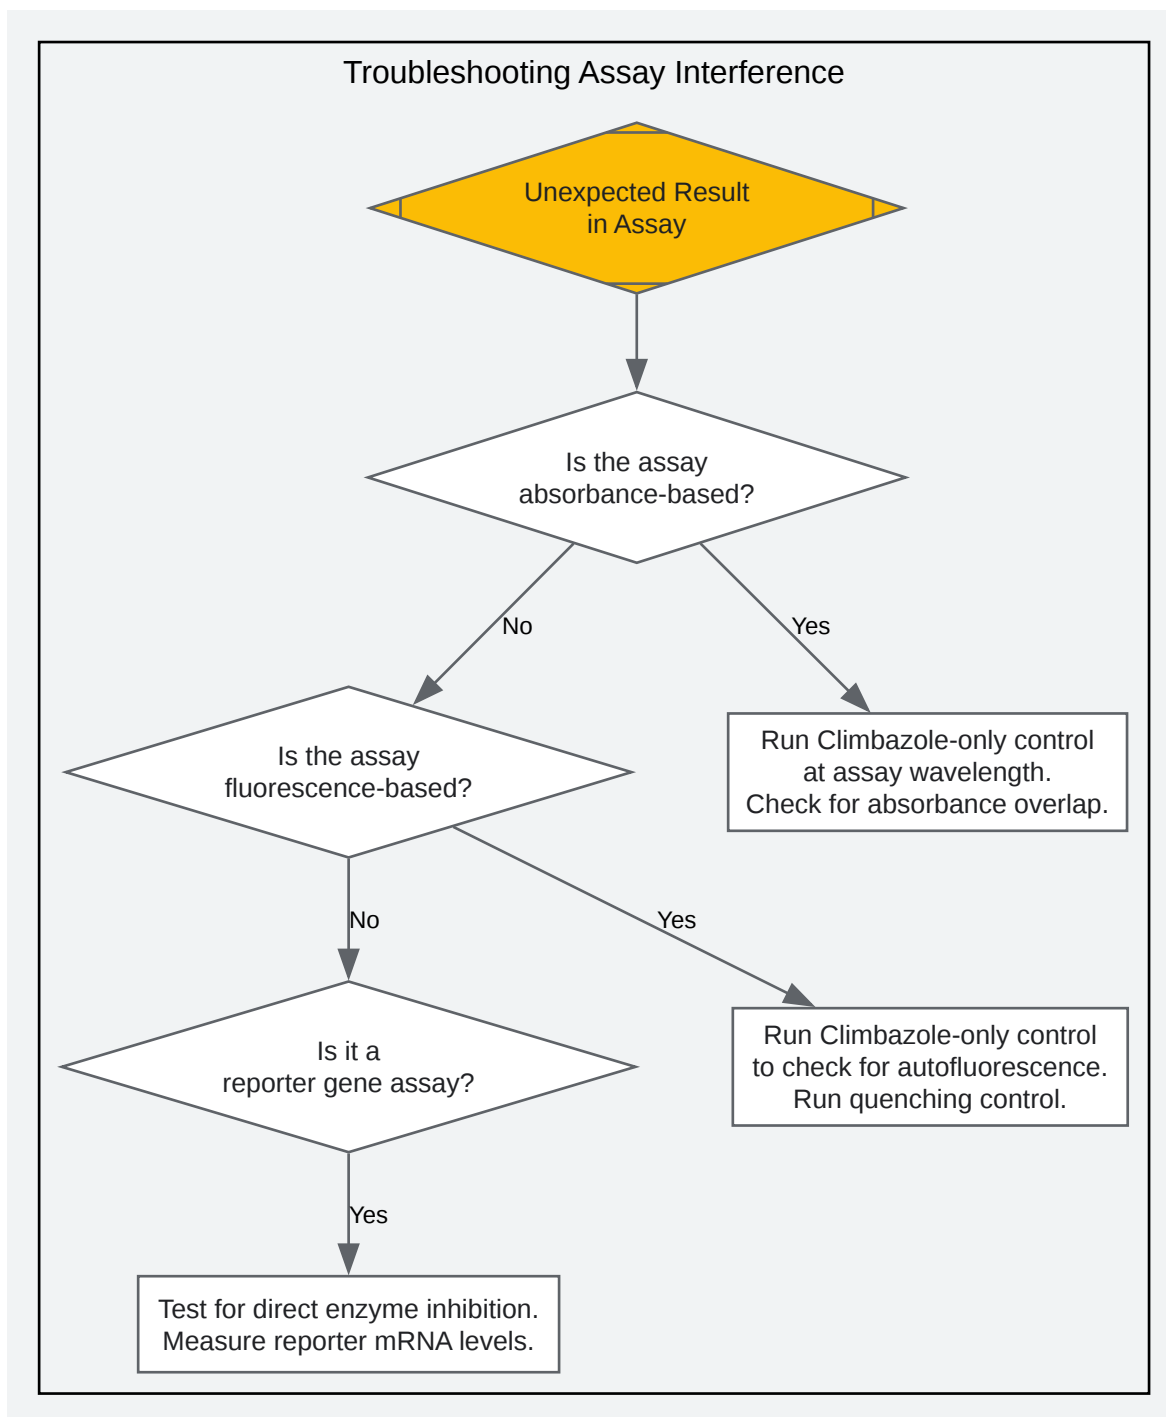 Troubleshooting Assay Interference
Unexpected Result
in Assay
Is the assay
absorbance-based?
No
Yes
Is the assay
fluorescence-based?
Run Climbazole-only control
at assay wavelength.
Check for absorbance overlap.
No
Yes
Is it a
reporter gene assay?
Run Climbazole-only control
to check for autofluorescence.
Run quenching control.
Yes
Test for direct enzyme inhibition.
Measure reporter mRNA levels.